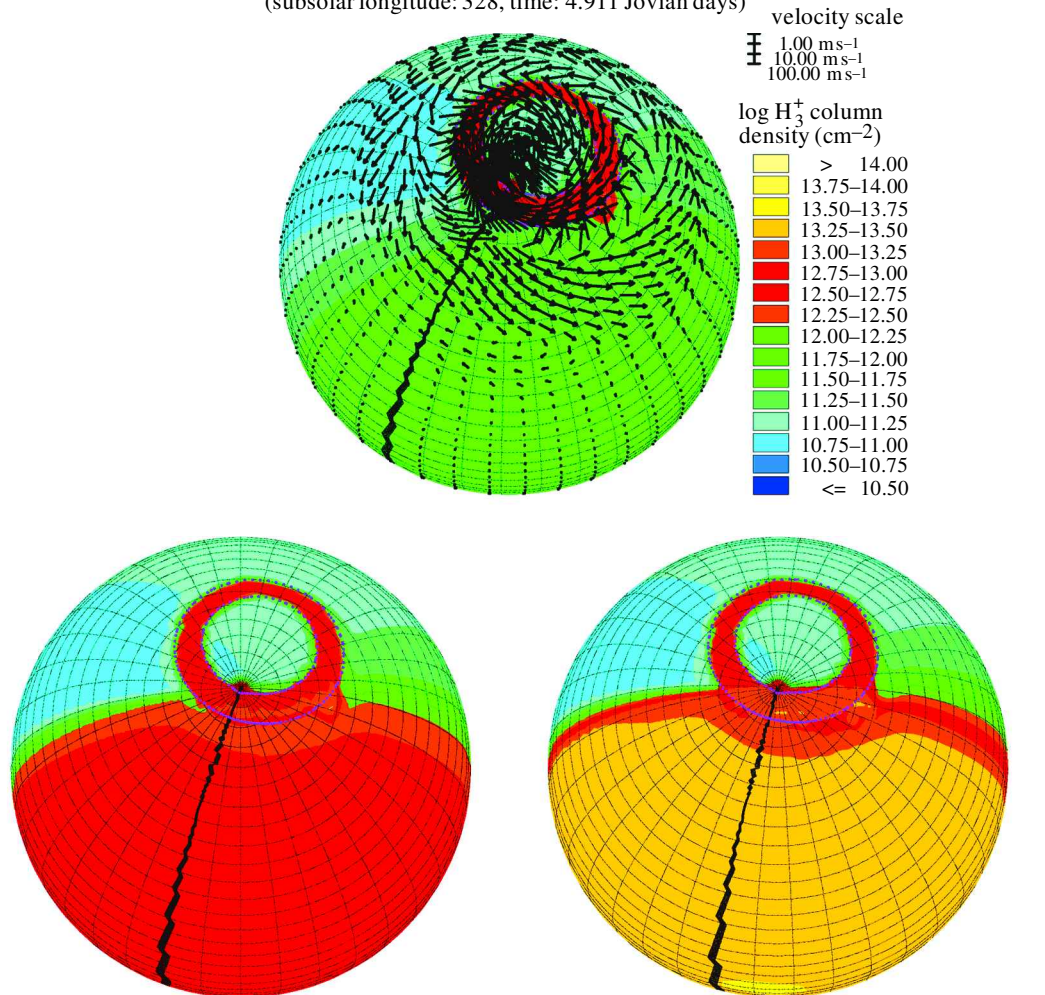 (subsolar longitude: 328, time: 4.911 Jovian days)
velocity scale
1.00 m s–1
10.00 m s–1
100.00 m s–1
log H3+ column
density (cm–2)
> 14.00
13.75–14.00
13.50–13.75
13.25–13.50
13.00–13.25
12.75–13.00
12.50–12.75
12.25–12.50
12.00–12.25
11.75–12.00
11.50–11.75
11.25–11.50
11.00–11.25
10.75–11.00
10.50–10.75
<= 10.50